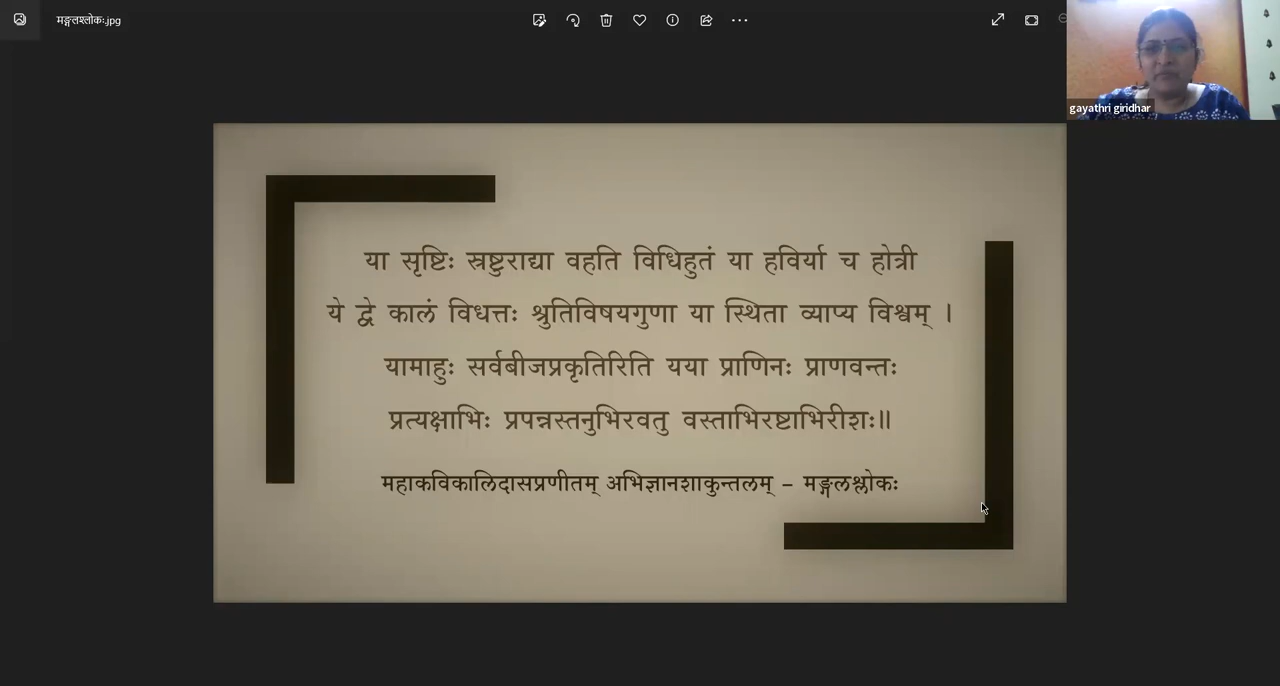 मङ्गलश्लोकः.jpg
gayathri giridhar
या सृष्टिः स्रष्टुराद्या वहति विधिहुतं या हविर्या च होत्री
ये द्वे कालं विधत्तः श्रुतिविषयगुणा या स्थिता व्याप्य विश्वम् ।
यामाहुः सर्वबीजप्रकृतिरिति यया प्राणिनः प्राणवन्तः
प्रत्यक्षाभिः प्रपन्नस्तनुभिरवतु वस्ताभिरष्टाभिरीशः॥
महाकविकालिदासप्रणीतम् अभिज्ञानशाकुन्तलम् – मङ्गलश्लोकः